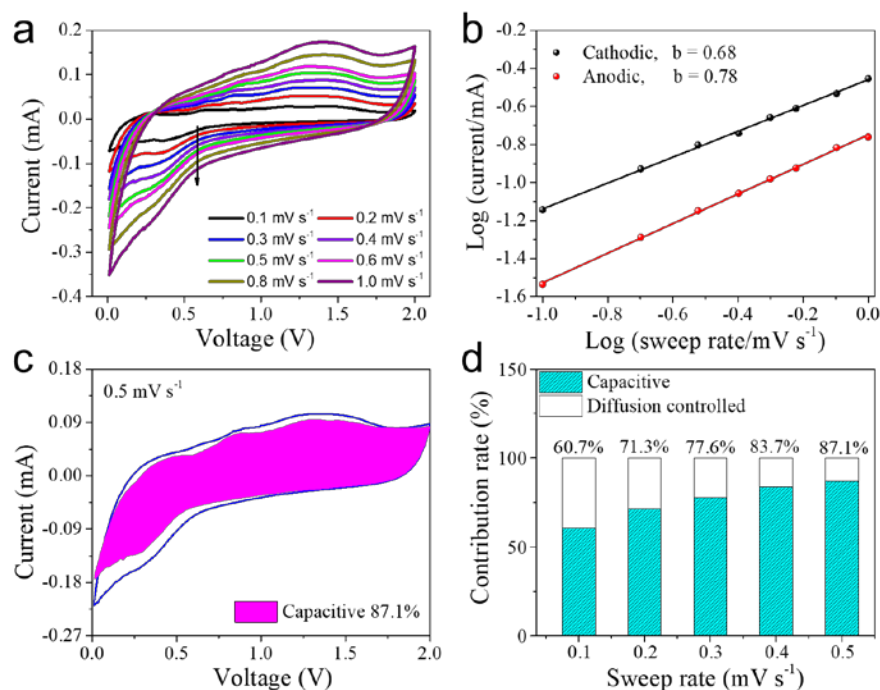 a
0.2
0.1
0.0
-0.1
-0.2
-0.3
-0.4
Current (mA)
0.1 mV s⁻¹ 0.2 mV s⁻¹
0.3 mV s⁻¹ 0.4 mV s⁻¹
0.5 mV s⁻¹ 0.6 mV s⁻¹
0.8 mV s⁻¹ 1.0 mV s⁻¹
0.0 0.5 1.0 1.5 2.0
Voltage (V)
b
-0.2
-0.4
-0.6
-0.8
-1.0
-1.2
-1.4
-1.6
Log (current/mA)
Cathodic, b = 0.68
Anodic, b = 0.78
-1.0 -0.8 -0.6 -0.4 -0.2 0.0
Log (sweep rate/mV s⁻¹)
c
0.18
0.09
0.00
-0.09
-0.18
-0.27
Current (mA)
0.5 mV s⁻¹
Capacitive 87.1%
0.0 0.5 1.0 1.5 2.0
Voltage (V)
d
150
100
50
0
Contribution rate (%)
Capacitive
Diffusion controlled
60.7% 71.3% 77.6% 83.7% 87.1%
0.1 0.2 0.3 0.4 0.5
Sweep rate (mV s⁻¹)